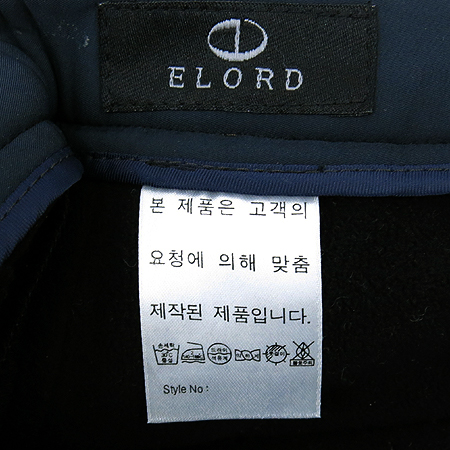 ELORD
본 제품은 고객의
요청에 의해 맞춤
제작된 제품입니다.
Style No :